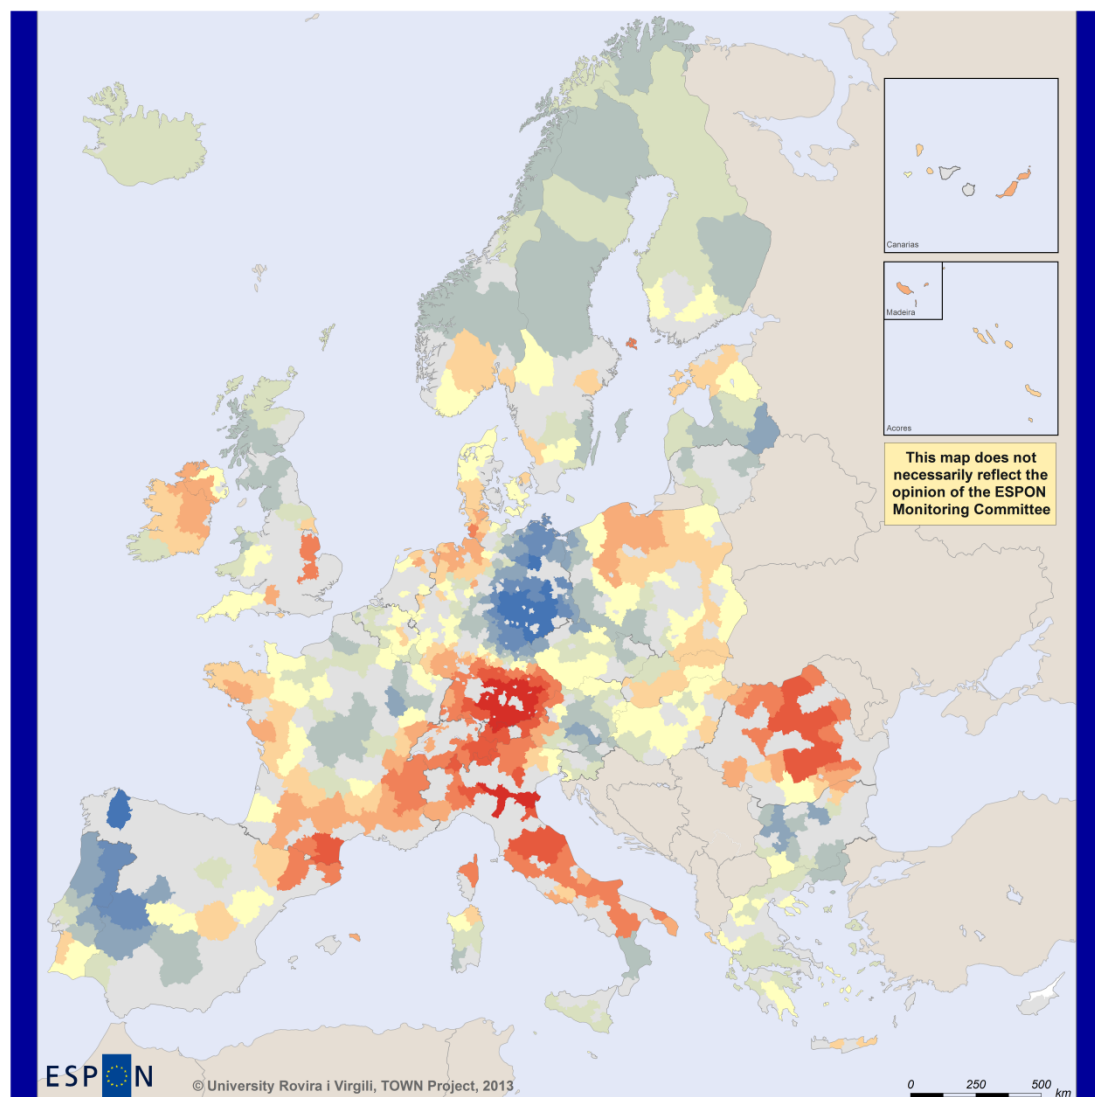 Canarias
Madeira
Acores
This map does not
necessarily reflect the
opinion of the ESPON
Monitoring Committee
ESPON
© University Rovira i Virgili, TOWN Project, 2013
0 250 500
km